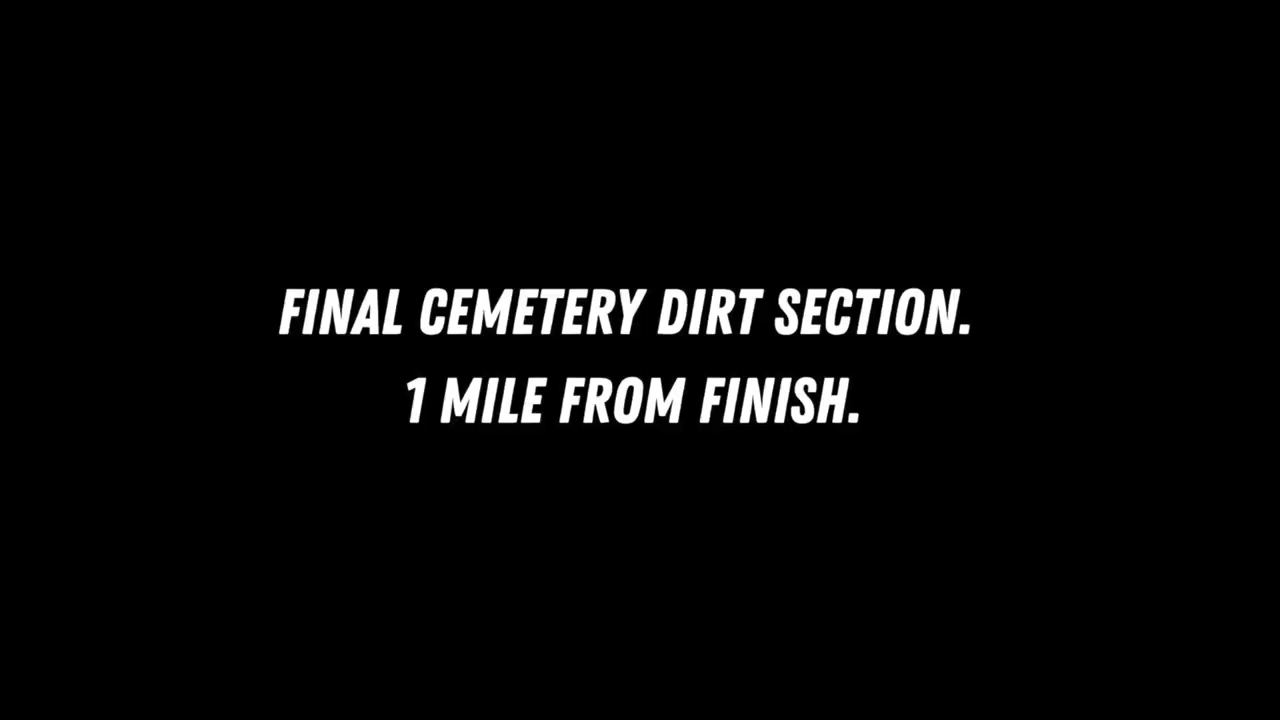 FINAL CEMETERY DIRT SECTION.
1 MILE FROM FINISH.